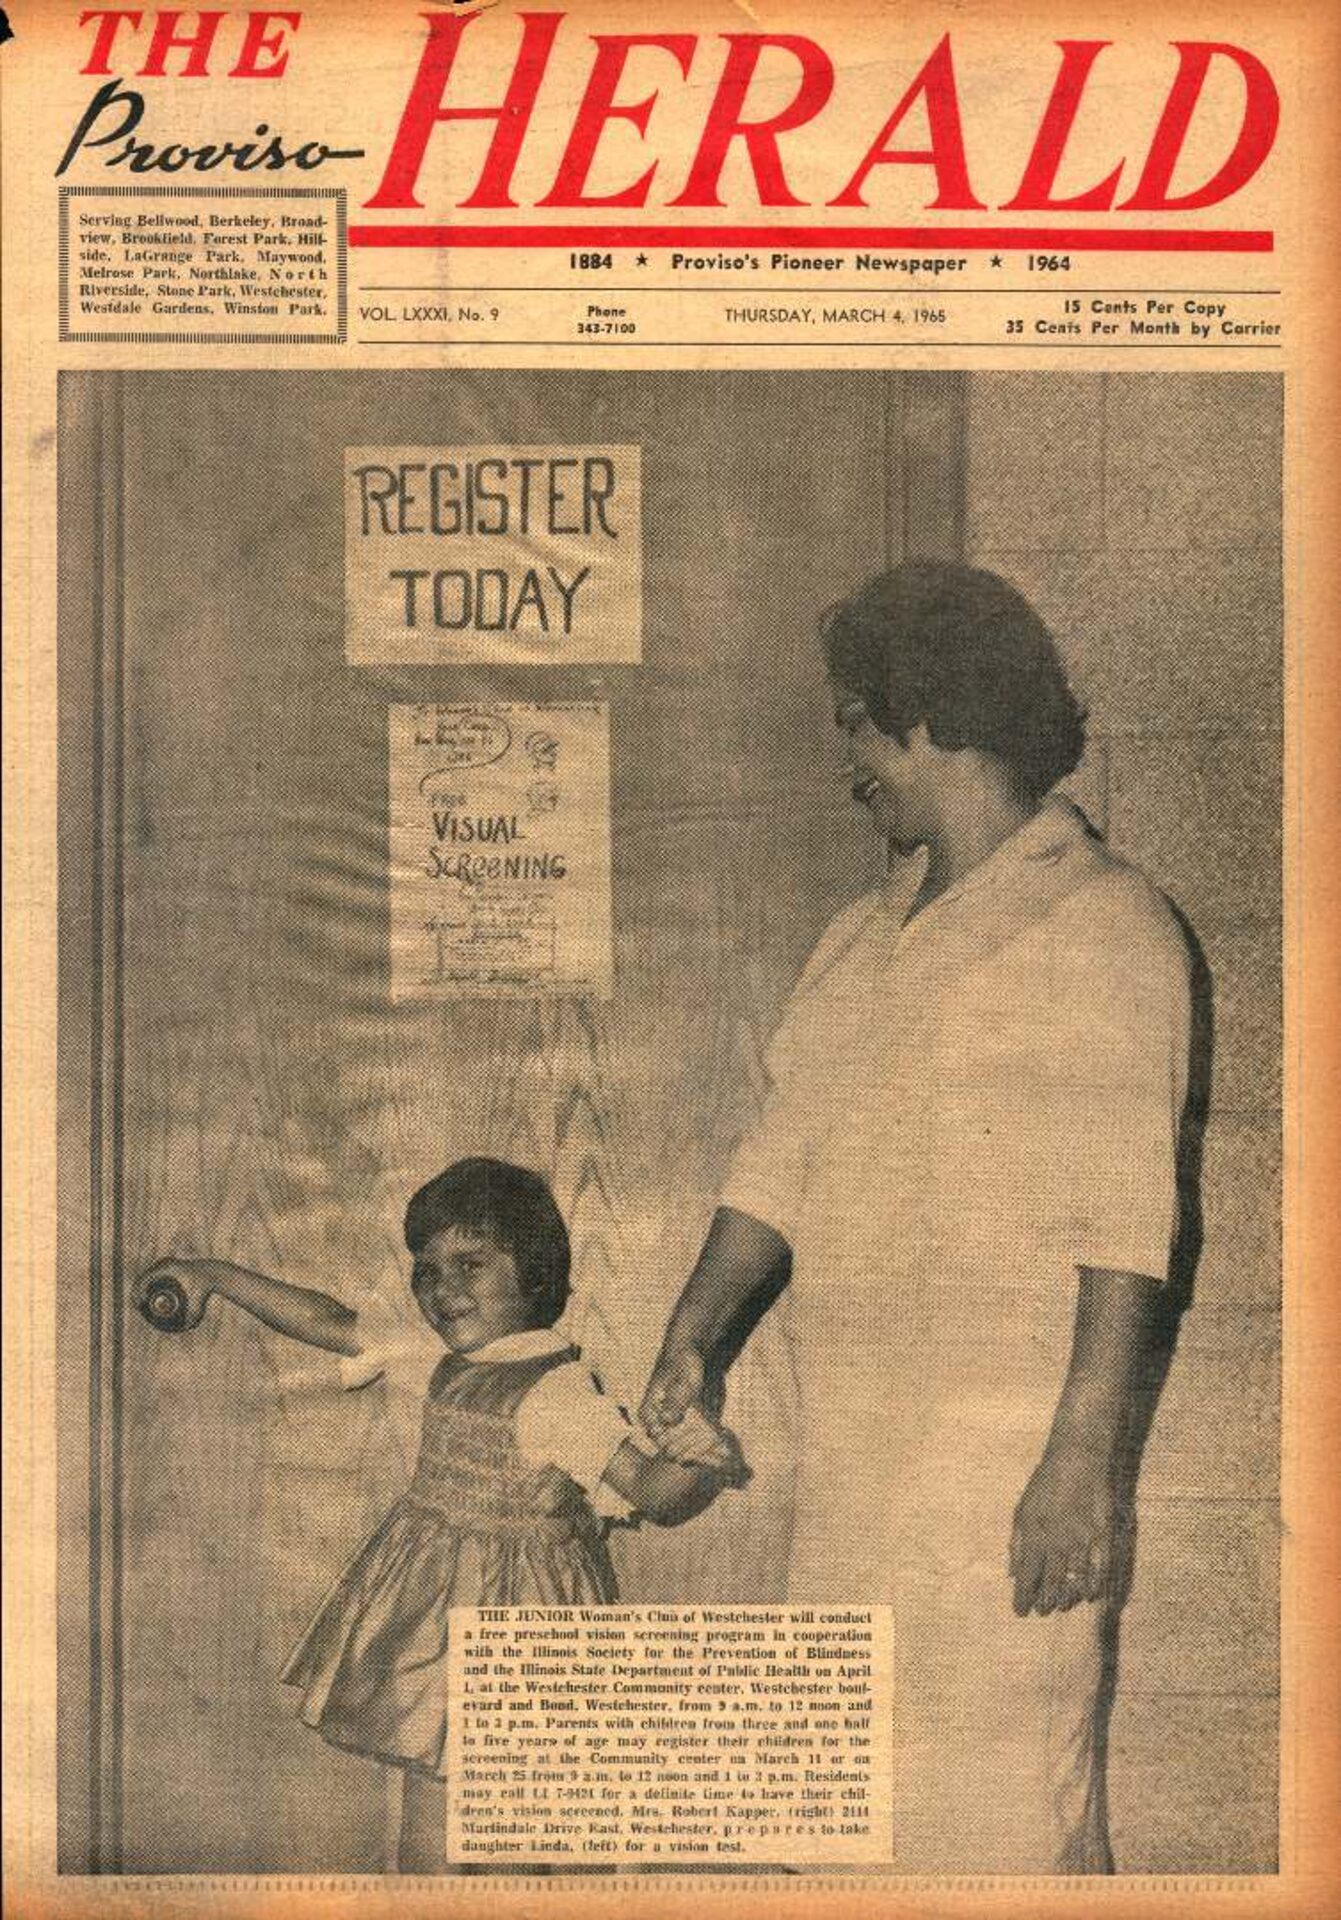 THE
Proviso
HERALD
Serving Bellwood, Berkeley, Broad-
view, Brookfield, Forest Park, Hill-
side, LaGrange Park, Maywood,
Melrose Park, Northlake, North
Riverside, Stone Park, Westchester,
Westdale Gardens, Winston Park.
1884 ★ Proviso's Pioneer Newspaper ★ 1964
VOL. LXXXI, No. 9
Phone
343-7100
THURSDAY, MARCH 4, 1965
15 Cents Per Copy
35 Cents Per Month by Carrier
REGISTER
TODAY
FREE
VISUAL
SCREENING
THE JUNIOR Woman's Club of Westchester will conduct
a free preschool vision screening program in cooperation
with the Illinois Society for the Prevention of Blindness
and the Illinois State Department of Public Health on April
1, at the Westchester Community center, Westchester boul-
evard and Bond, Westchester, from 9 a.m. to 12 noon and
1 to 3 p.m. Parents with children from three and one half
to five years of age may register their children for the
screening at the Community center on March 11 or on
March 25 from 9 a.m. to 12 noon and 1 to 3 p.m. Residents
may call for a definite time to have their chil-
dren's vision screened. Mrs. Robert Kapper, (right) 2114
Martindale Drive East, Westchester, prepares to take
daughter Linda, (left) for a vision test.